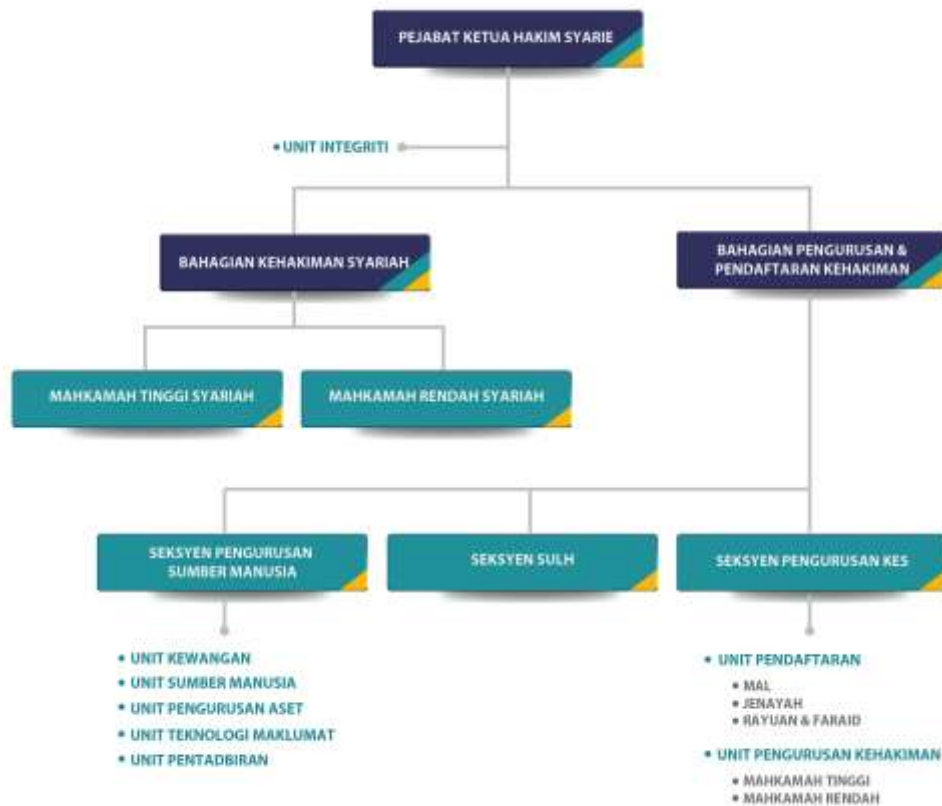 PEJABAT KETUA HAKIM SYARIE
• UNIT INTEGRITI
BAHAGIAN KEHAKIMAN SYARIAH
BAHAGIAN PENGURUSAN &
PENDAFTARAN KEHAKIMAN
MAHKAMAH TINGGI SYARIAH
MAHKAMAH RENDAH SYARIAH
SEKSYEN PENGURUSAN
SUMBER MANUSIA
SEKSYEN SULH
SEKSYEN PENGURUSAN KES
• UNIT KEWANGAN
• UNIT SUMBER MANUSIA
• UNIT PENGURUSAN ASET
• UNIT TEKNOLOGI MAKLUMAT
• UNIT PENTADBIRAN
• UNIT PENDAFTARAN
• MAL
• JENAYAH
• RAYUAN & FARAID
• UNIT PENGURUSAN KEHAKIMAN
• MAHKAMAH TINGGI
• MAHKAMAH RENDAH